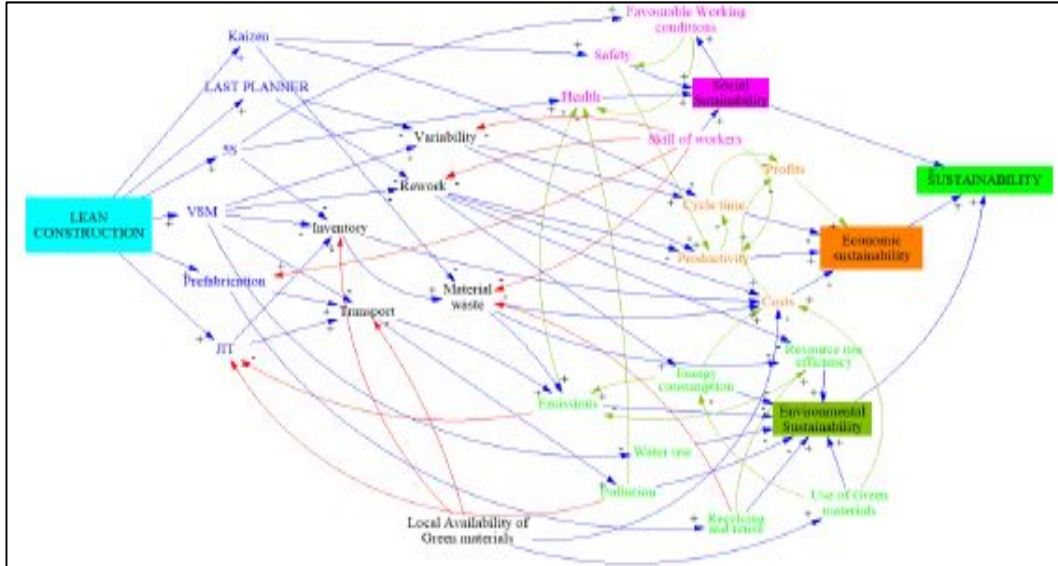 Favourable Working
conditions
Kaizen
Safety
LAST PLANNER
Health
Social
Sustainability
5S
Variability
Skill of workers
Profits
Rework
SUSTAINABILITY
LEAN
CONSTRUCTION
VSM
Cycle time
Inventory
Economic
sustainability
Productivity
Prefabrication
Material
waste
Transport
Costs
JIT
Resource use
efficiency
Energy
consumption
Emissions
Environmental
Sustainability
Water use
Pollution
Use of Green
materials
Local Availability of
Green materials
Recylcing
and reuse